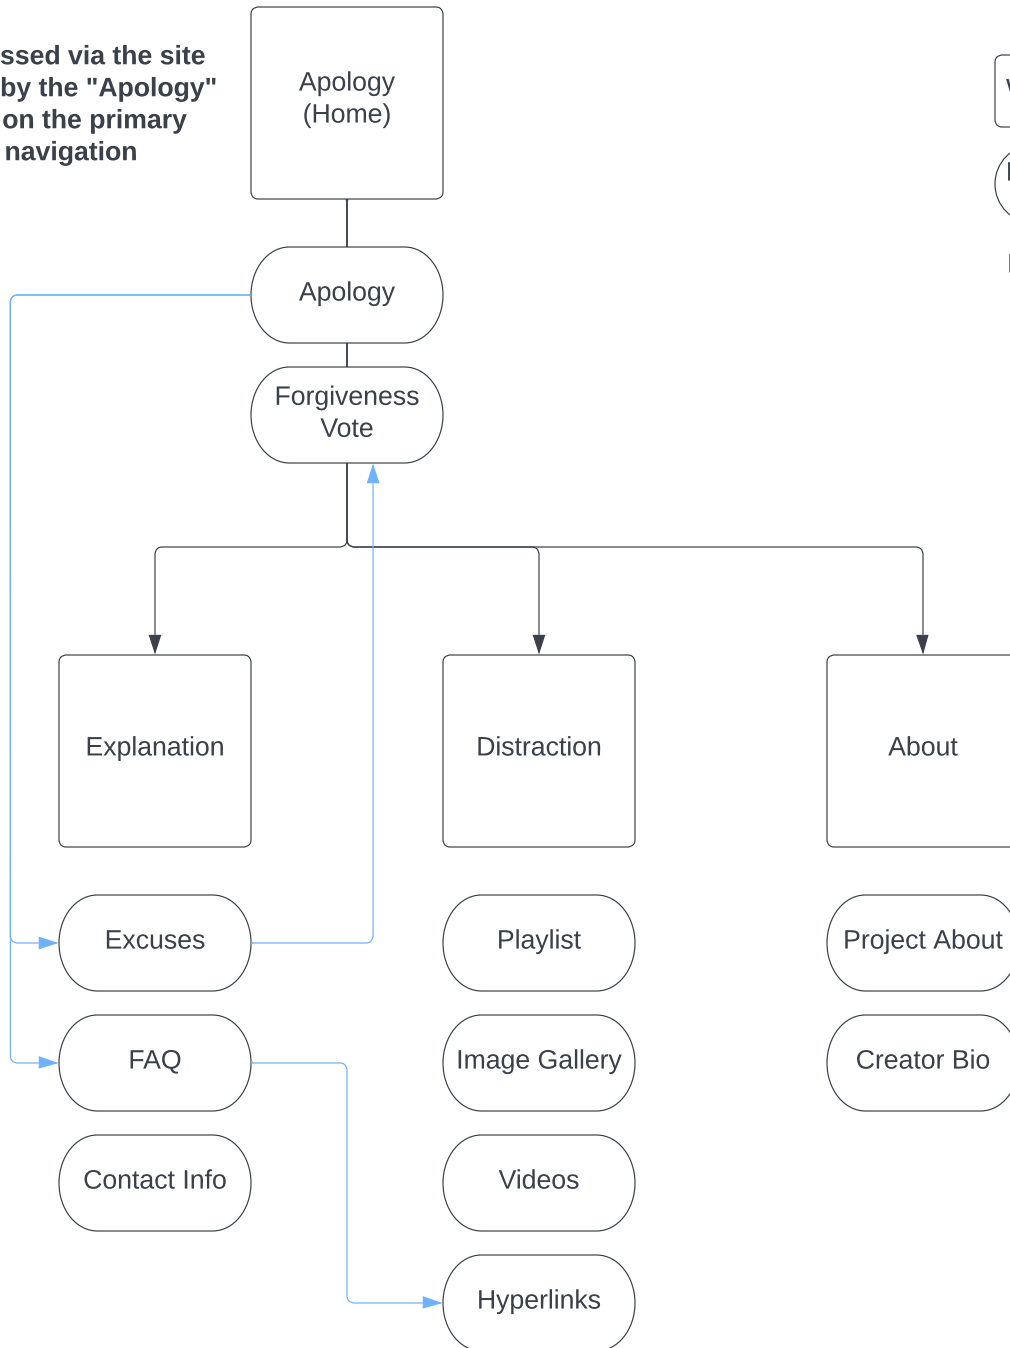 ssed via the site
by the "Apology"
on the primary
navigation
Apology
(Home)
Apology
Forgiveness
Vote
Explanation
Distraction
About
Excuses
Playlist
Project About
FAQ
Image Gallery
Creator Bio
Contact Info
Videos
Hyperlinks